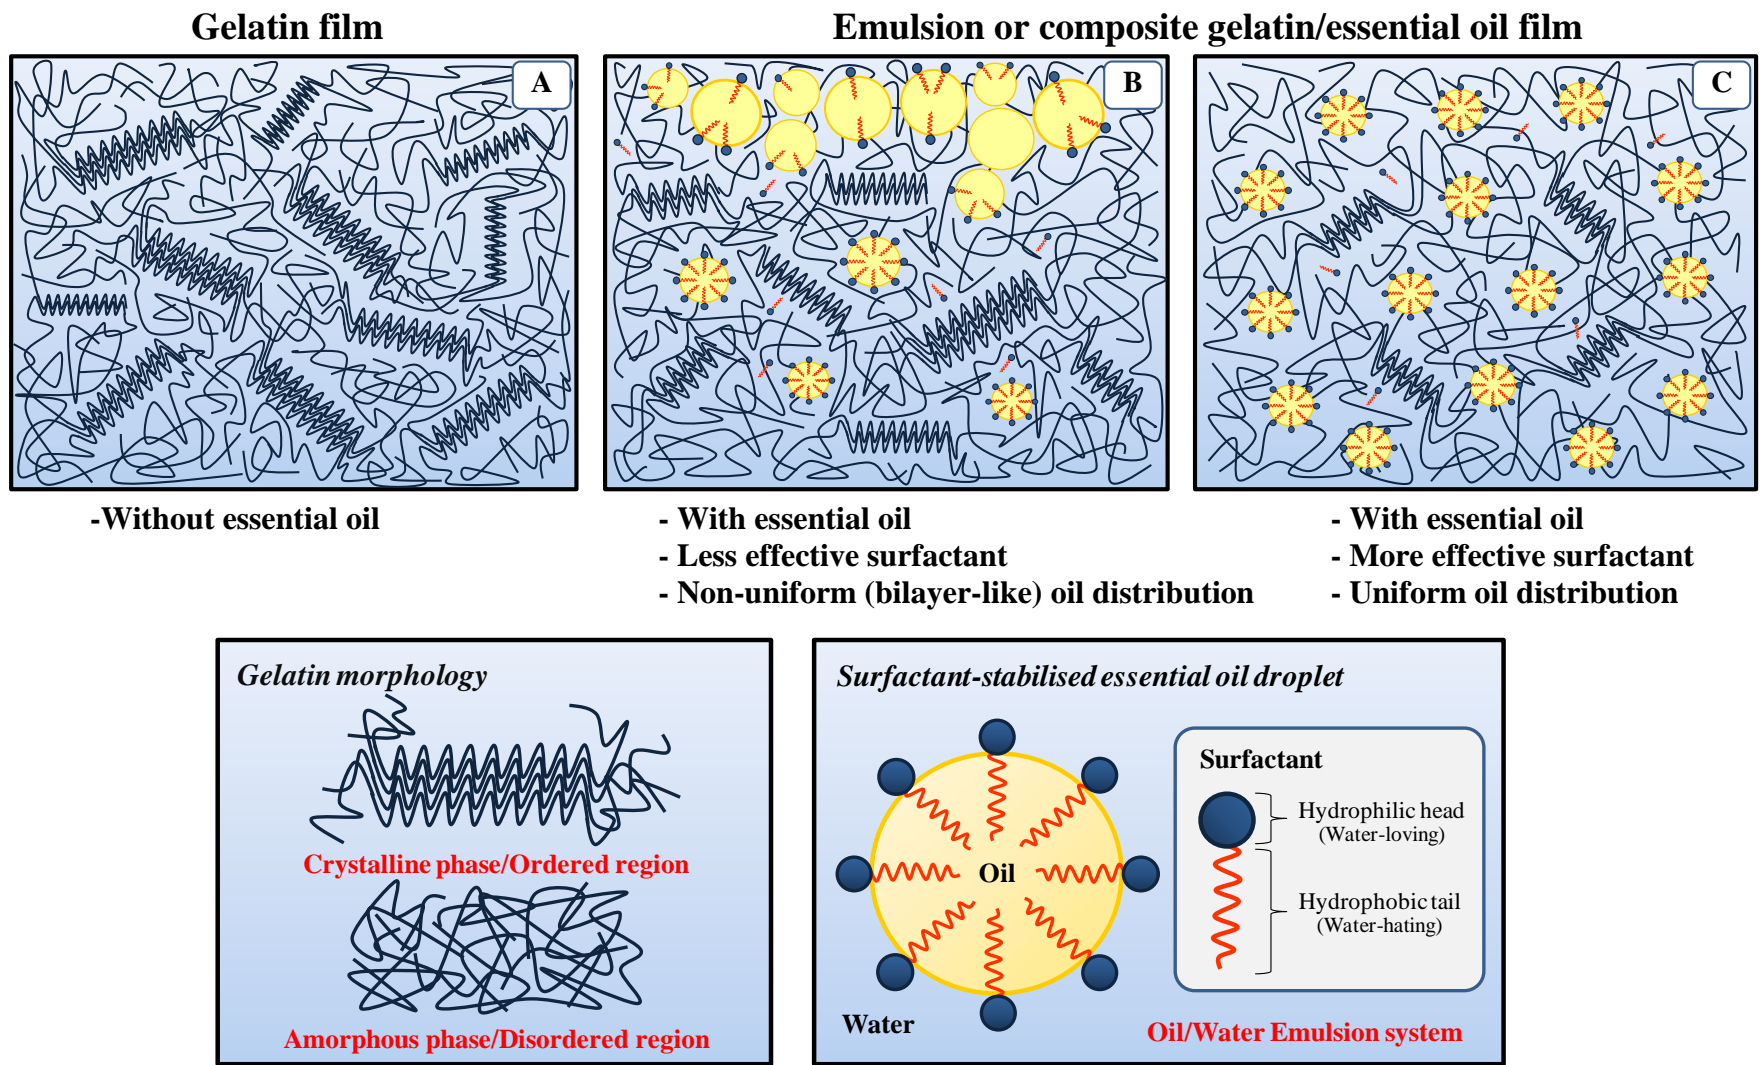 Gelatin film
Emulsion or composite gelatin/essential oil film
A
B
C
-Without essential oil
- With essential oil
- Less effective surfactant
- Non-uniform (bilayer-like) oil distribution
- With essential oil
- More effective surfactant
- Uniform oil distribution
Gelatin morphology
Crystalline phase/Ordered region
Amorphous phase/Disordered region
Surfactant-stabilised essential oil droplet
Oil
Water
Surfactant
Hydrophilic head
(Water-loving)
Hydrophobic tail
(Water-hating)
Oil/Water Emulsion system